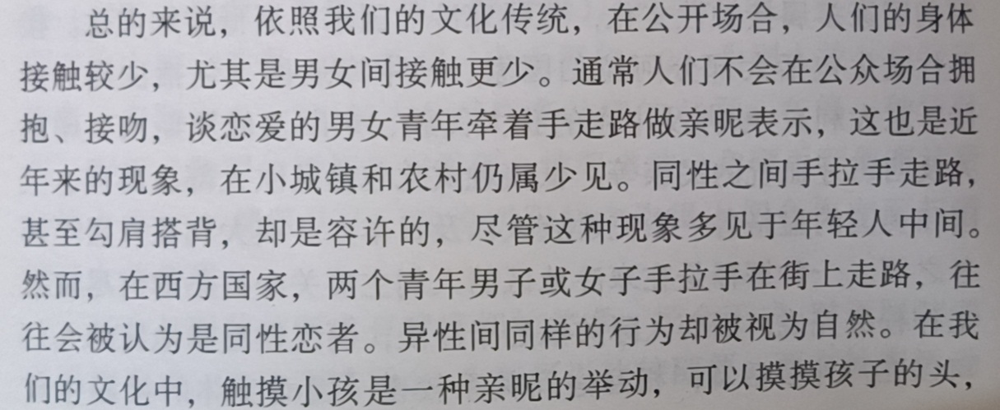 总的来说，依照我们的文化传统，在公开场合，人们的身体
接触较少，尤其是男女间接触更少。通常人们不会在公众场合拥
抱、接吻，谈恋爱的男女青年牵着手走路做亲昵表示，这也是近
年来的现象，在小城镇和农村仍属少见。同性之间手拉手走路，
甚至勾肩搭背，却是容许的，尽管这种现象多见于年轻人中间。
然而，在西方国家，两个青年男子或女子手拉手在街上走路，往
往会被认为是同性恋者。异性间同样的行为却被视为自然。在我
们的文化中，触摸小孩是一种亲昵的举动，可以摸摸孩子的头，